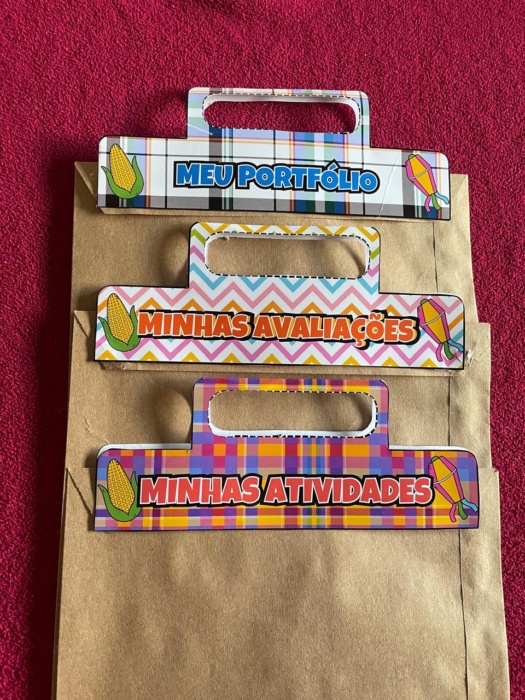 MEU PORTFÓLIO
MINHAS AVALIAÇÕES
MINHAS ATIVIDADES